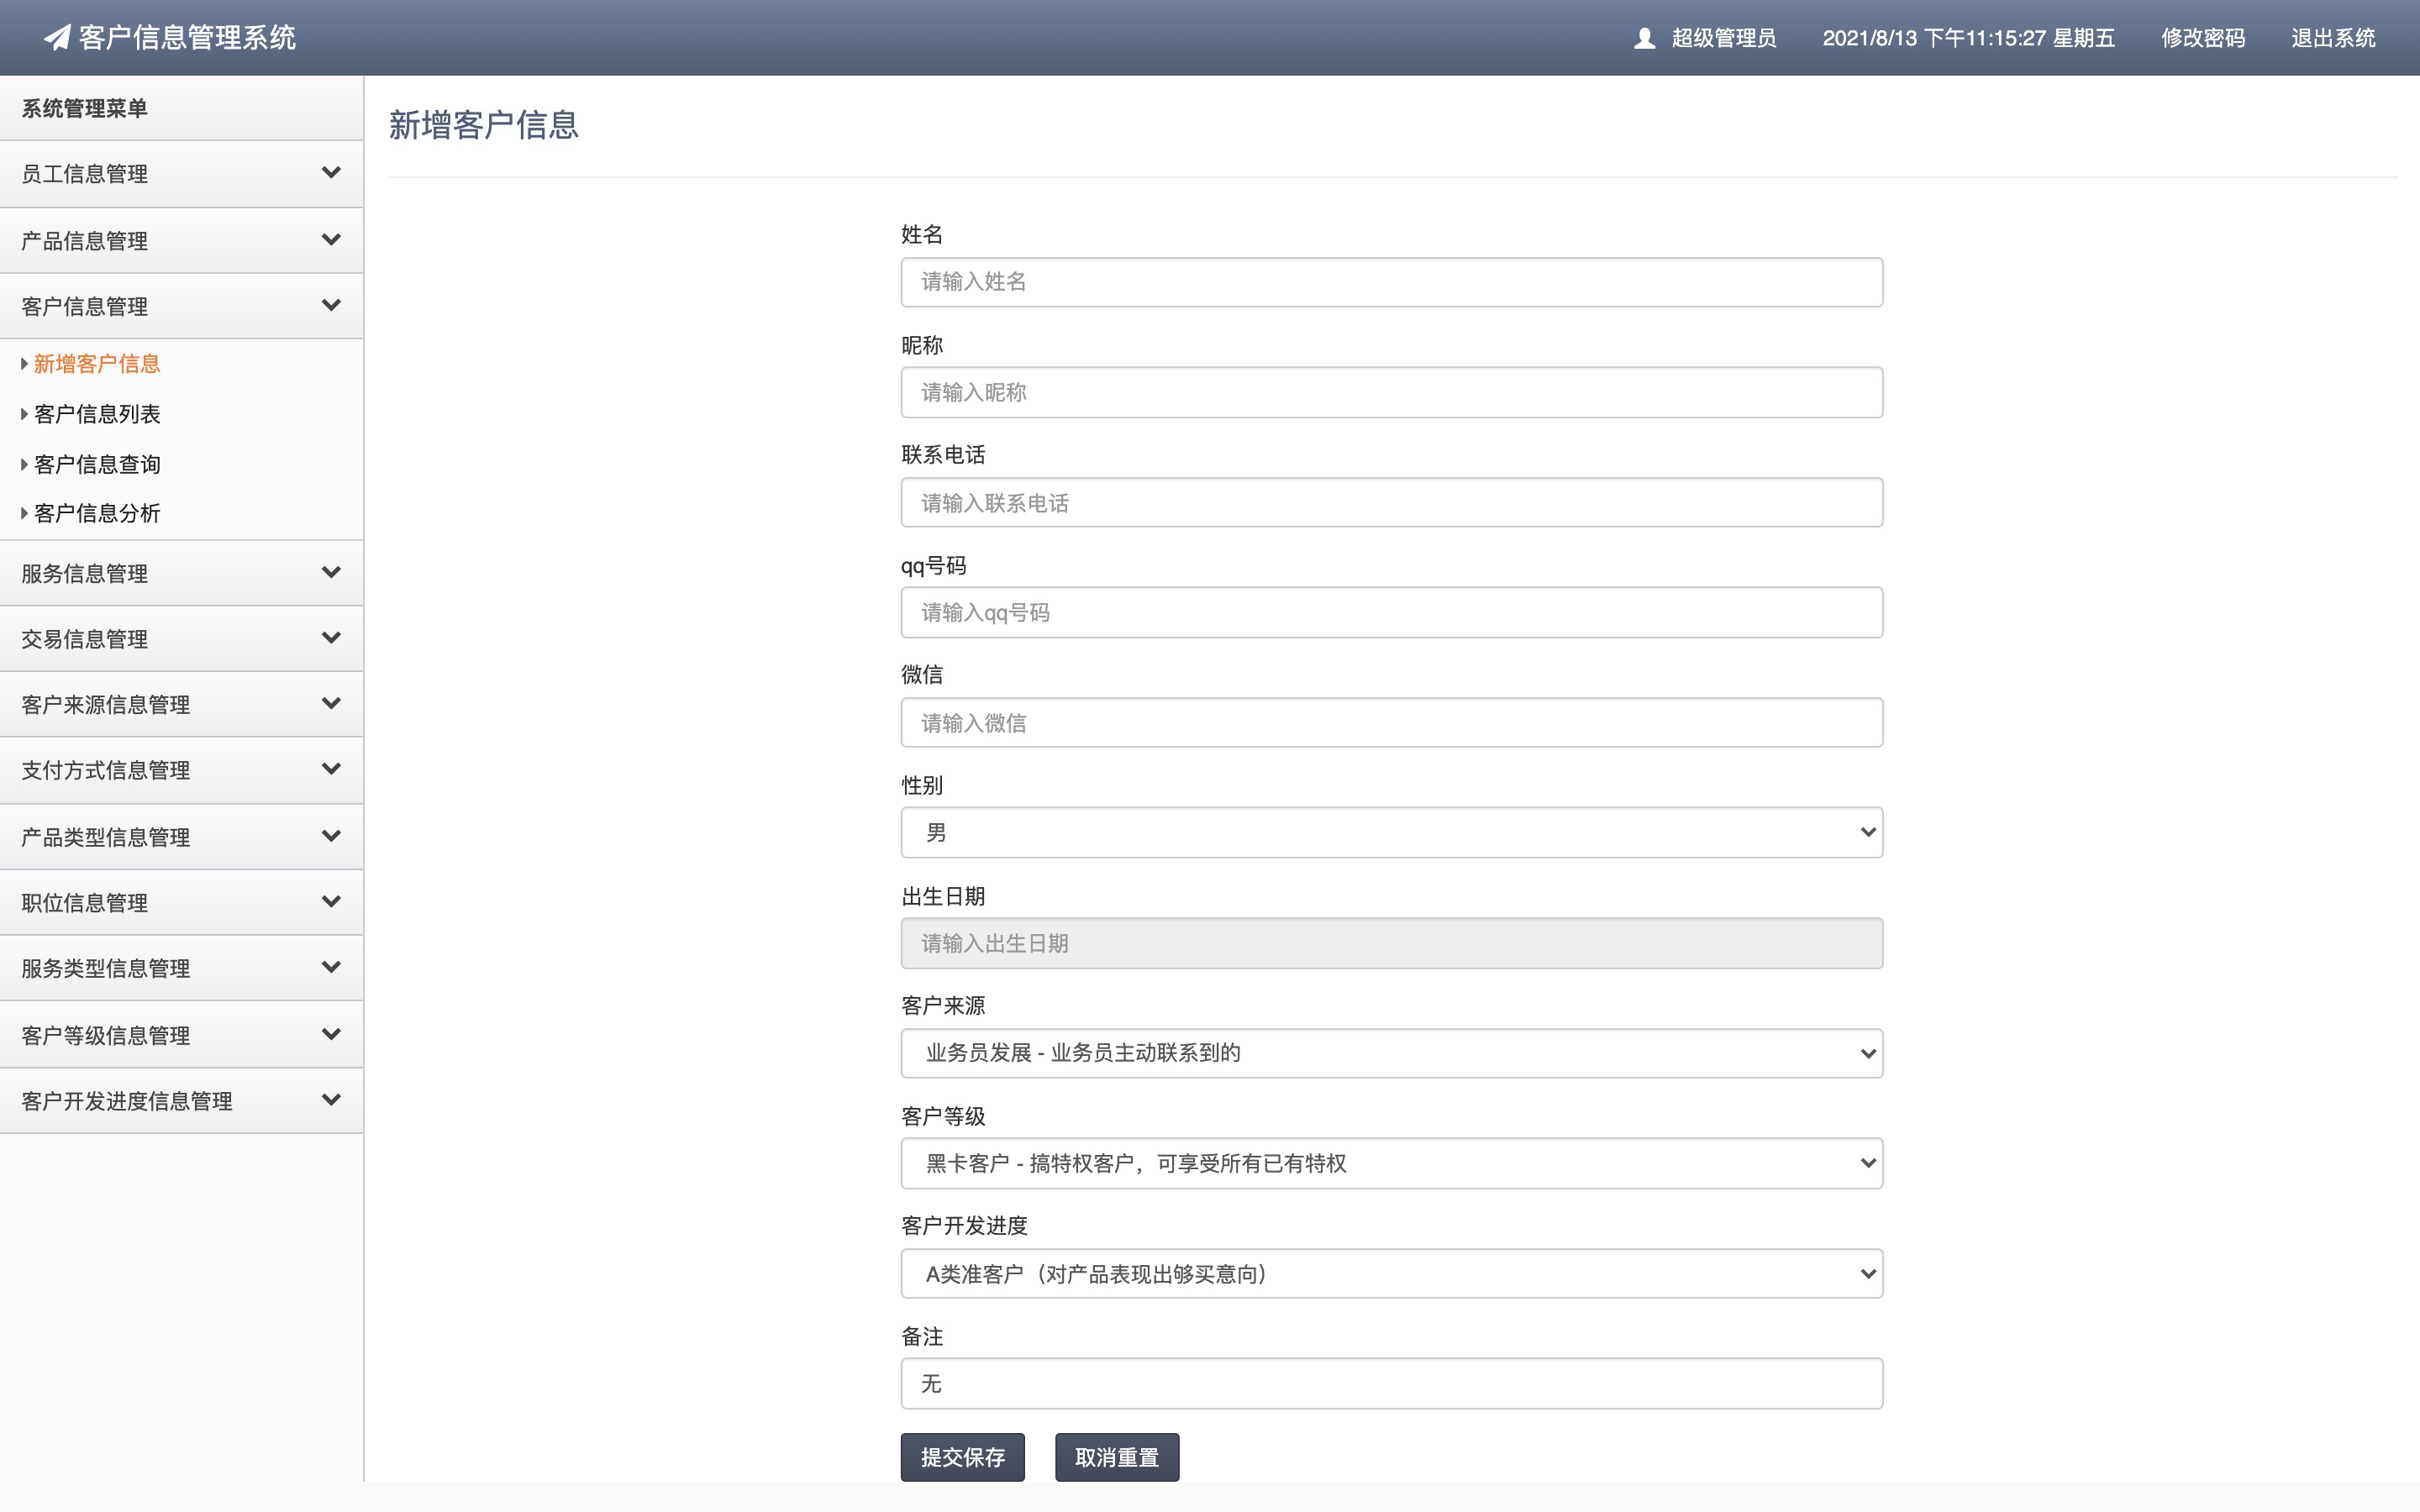 客户信息管理系统
超级管理员 2021/8/13 下午11:15:27 星期五 修改密码 退出系统
系统管理菜单
员工信息管理
产品信息管理
客户信息管理
新增客户信息
客户信息列表
客户信息查询
客户信息分析
服务信息管理
交易信息管理
客户来源信息管理
支付方式信息管理
产品类型信息管理
职位信息管理
服务类型信息管理
客户等级信息管理
客户开发进度信息管理
新增客户信息
姓名
请输入姓名
昵称
请输入昵称
联系电话
请输入联系电话
qq号码
请输入qq号码
微信
请输入微信
性别
男
出生日期
请输入出生日期
客户来源
业务员发展 - 业务员主动联系到的
客户等级
黑卡客户 - 搞特权客户，可享受所有已有特权
客户开发进度
A类准客户（对产品表现出够买意向）
备注
无
提交保存 取消重置